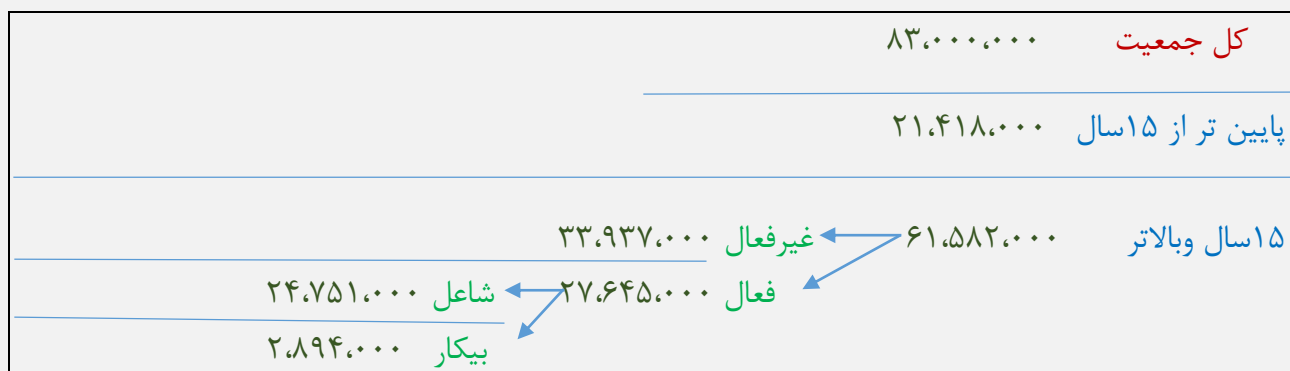 کل جمعیت ۸۳،۰۰۰،۰۰۰
پایین تر از ۱۵سال ۲۱،۴۱۸،۰۰۰
۱۵سال وبالاتر ۶۱،۵۸۲،۰۰۰ غیرفعال ۳۳،۹۳۷،۰۰۰
فعال ۲۷،۶۴۵،۰۰۰ شاعل ۲۴،۷۵۱،۰۰۰
بیکار ۲،۸۹۴،۰۰۰